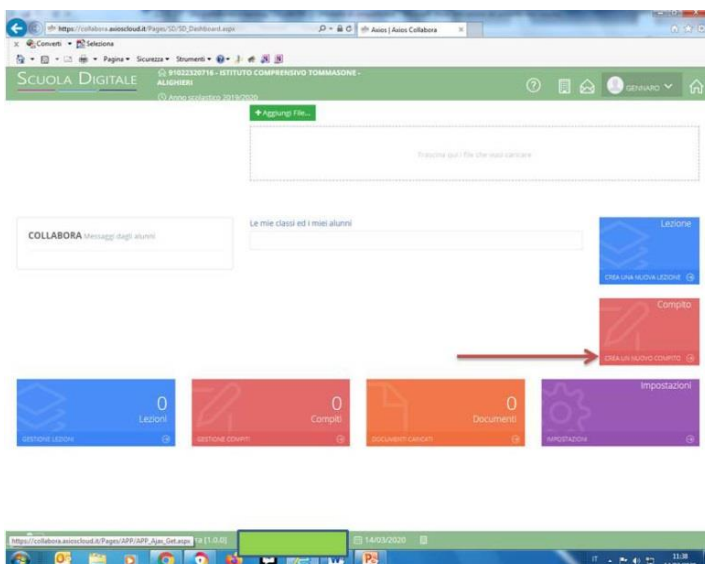 https://collabora.axioscloud.it/Pages/SD/SD_Dashboard.aspx
Axios | Axios Collabora
Converti
Seleziona
Pagina
Sicurezza
Strumenti
SCUOLA DIGITALE
91022320716 - ISTITUTO COMPRENSIVO TOMMASONE - ALIGHIERI
Anno scolastico 2019/2020
GENNARO
+ Aggiungi File...
Trascina qui i file che vuoi caricare
COLLABORA Messaggi dagli alunni
Le mie classi ed i miei alunni
Lezione
CREA UNA NUOVA LEZIONE
Compito
CREA UN NUOVO COMPITO
0
Lezioni
GESTIONE LEZIONI
0
Compiti
GESTIONE COMPITI
0
Documenti
DOCUMENTI CARICATI
Impostazioni
IMPOSTAZIONI
https://collabora.axioscloud.it/Pages/APP/APP_Ajax_Get.aspx
[1.0.0]
14/03/2020
IT
11:38